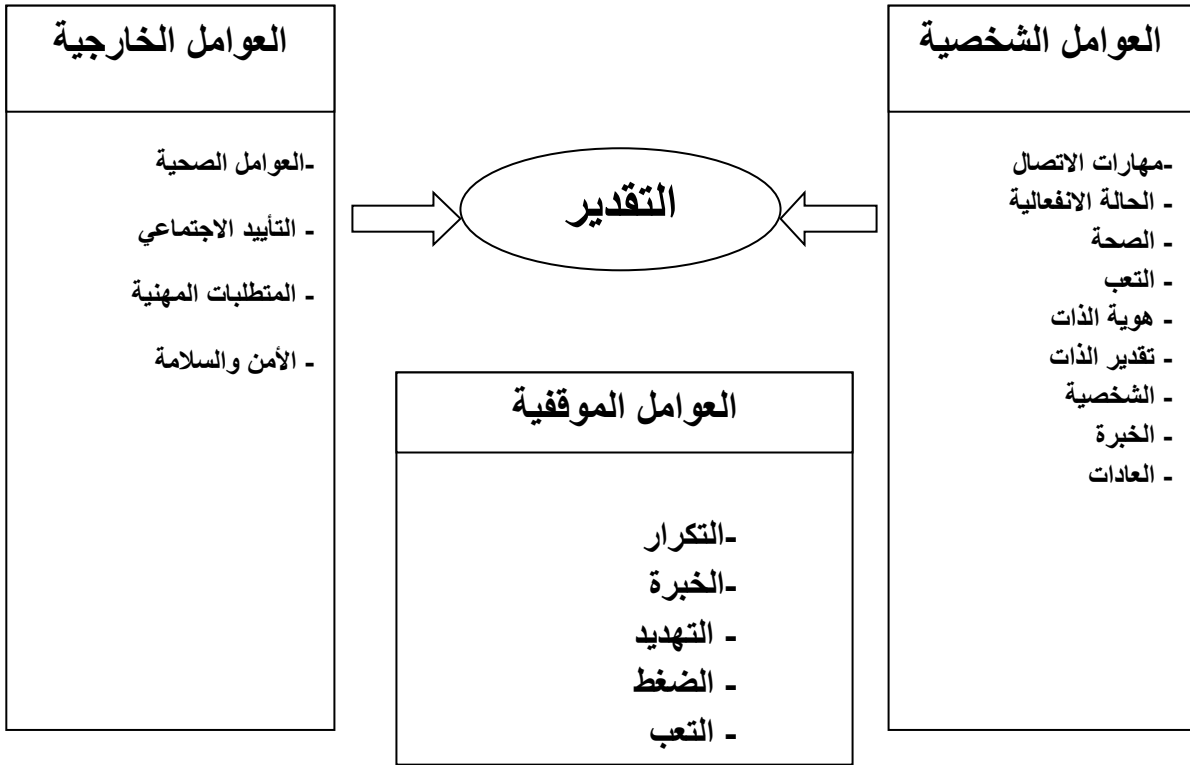 العوامل الشخصية
-مهارات الاتصال
- الحالة الانفعالية
- الصحة
- التعب
- هوية الذات
- تقدير الذات
- الشخصية
- الخبرة
- العادات
التقدير
العوامل الخارجية
-العوامل الصحية
- التأييد الاجتماعي
- المتطلبات المهنية
- الأمن والسلامة
العوامل الموقفية
-التكرار
-الخبرة
- التهديد
- الضغط
- التعب